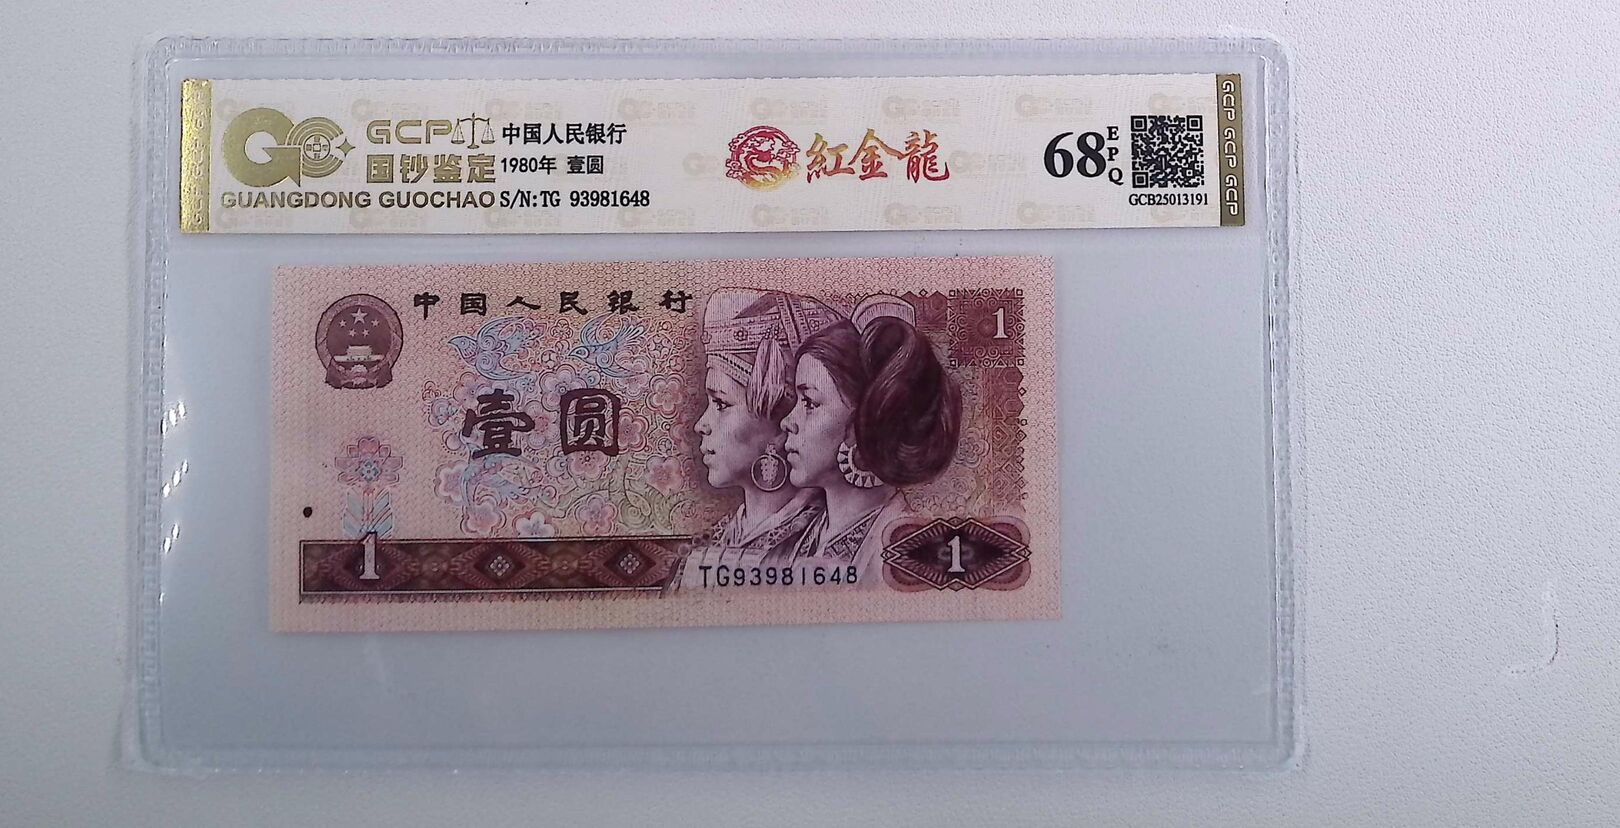 GCP
国钞鉴定
GUANGDONG GUOCHAO
中国人民银行
1980年 壹圆
S/N:TG 93981648
紅金龍
68 EPQ
GCB25013191
GCP GCP GCP
中国人民银行
1
壹圆
1
TG93981648
1